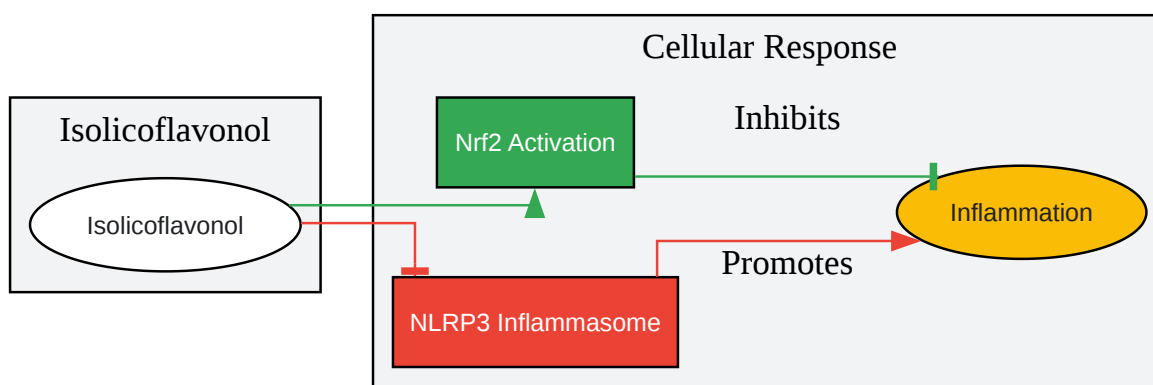 Cellular Response
Isolicoflavonol
Isolicoflavonol
Nrf2 Activation
Inhibits
Inflammation
Promotes
NLRP3 Inflammasome